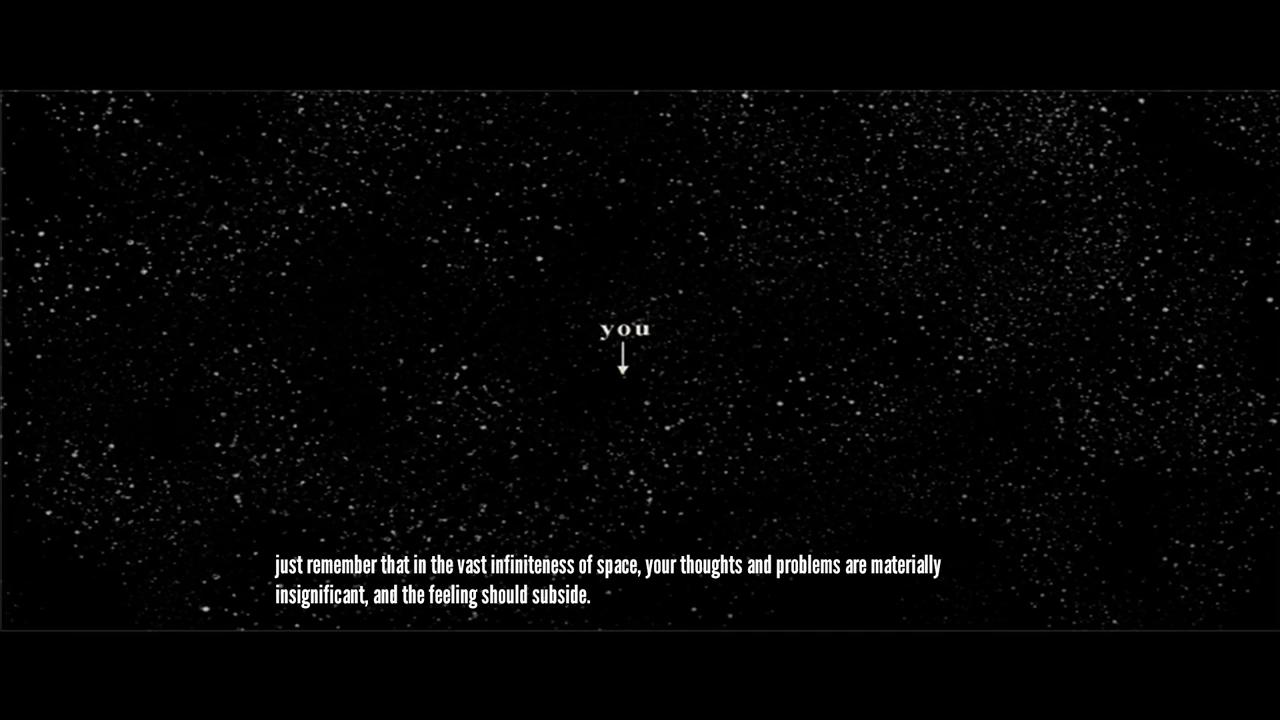 you
just remember that in the vast infiniteness of space, your thoughts and problems are materially
insignificant, and the feeling should subside.